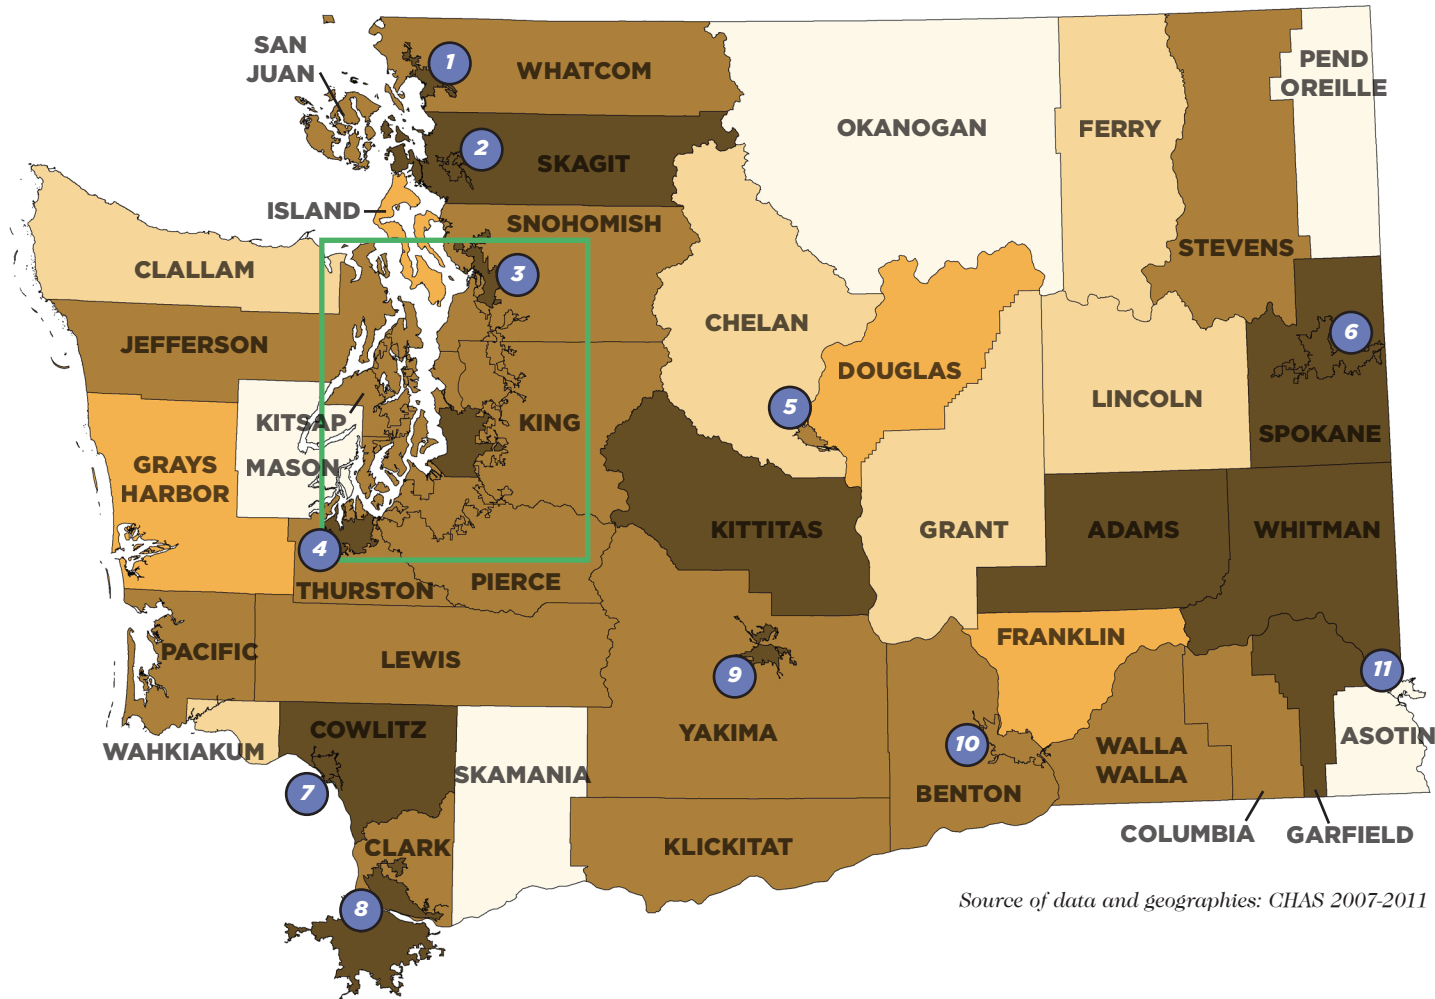 SAN
JUAN
1
WHATCOM
PEND
OREILLE
OKANOGAN
FERRY
2
SKAGIT
ISLAND
SNOHOMISH
STEVENS
CLALLAM
3
CHELAN
JEFFERSON
6
DOUGLAS
LINCOLN
5
KITSAP
KING
SPOKANE
MASON
GRAYS
HARBOR
KITTITAS
GRANT
ADAMS
WHITMAN
4
THURSTON
PIERCE
FRANKLIN
PACIFIC
LEWIS
9
11
COWLITZ
YAKIMA
ASOTIN
WAHKIAKUM
10
WALLA
WALLA
SKAMANIA
7
BENTON
COLUMBIA
GARFIELD
CLARK
KLICKITAT
8
Source of data and geographies: CHAS 2007-2011